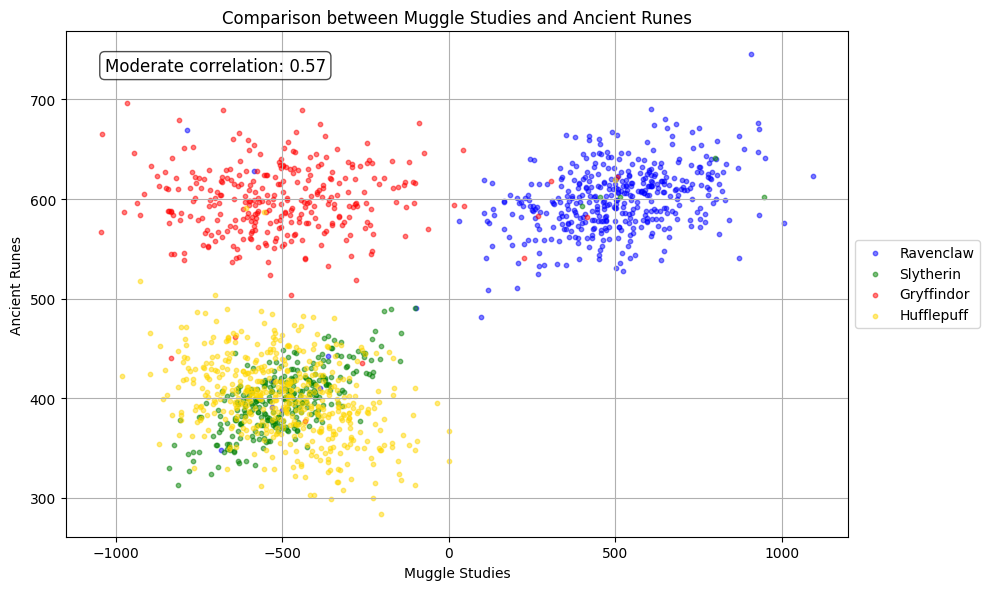 Comparison between Muggle Studies and Ancient Runes
Moderate correlation: 0.57
Ancient Runes
700
600
500
400
300
−1000
−500
0
500
1000
Muggle Studies
Ravenclaw
Slytherin
Gryffindor
Hufflepuff